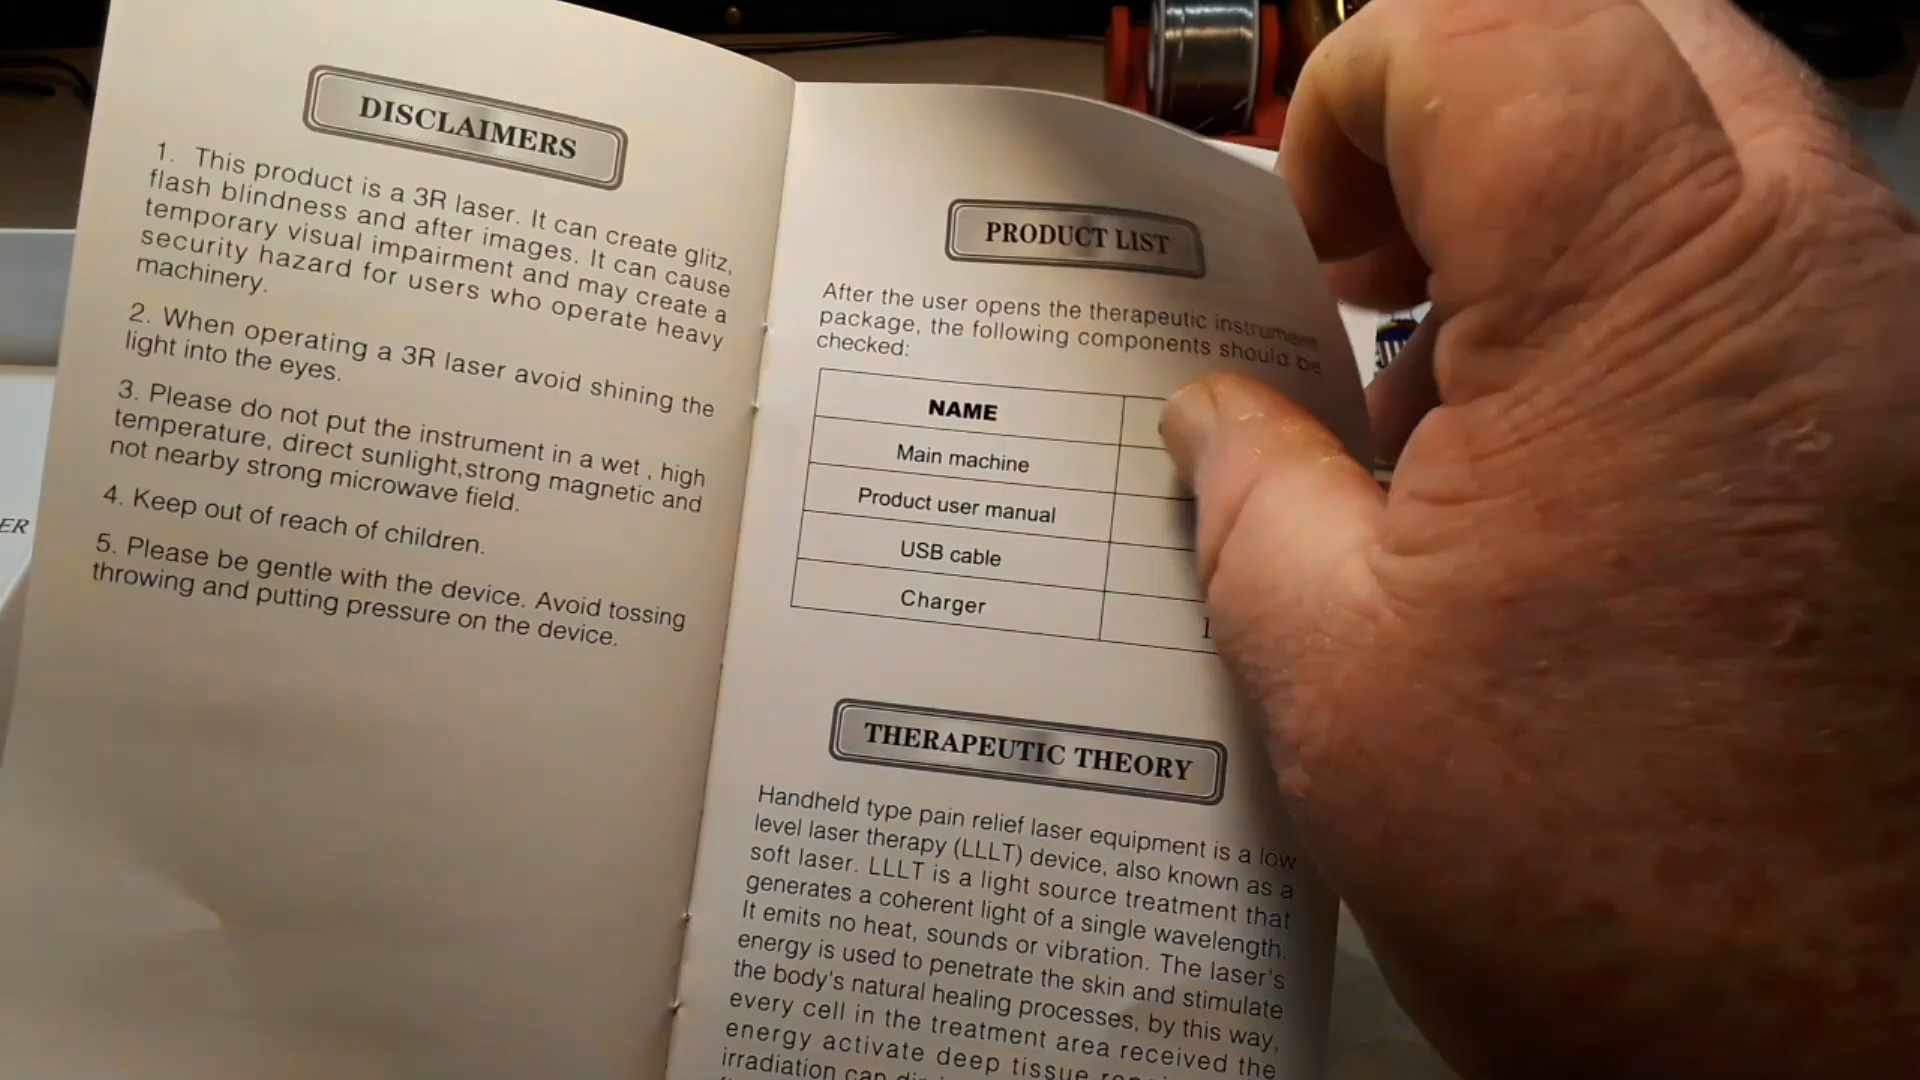 DISCLAIMERS
1. This product is a 3R laser. It can create glitz,
flash blindness and after images. It can cause
temporary visual impairment and may create a
security hazard for users who operate heavy
machinery.
2. When operating a 3R laser avoid shining the
light into the eyes.
3. Please do not put the instrument in a wet , high
temperature, direct sunlight,strong magnetic and
not nearby strong microwave field.
4. Keep out of reach of children.
5. Please be gentle with the device. Avoid tossing
throwing and putting pressure on the device.
ER
PRODUCT LIST
After the user opens the therapeutic instrument
package, the following components should be
checked:
NAME
Main machine
Product user manual
USB cable
Charger
1
THERAPEUTIC THEORY
Handheld type pain relief laser equipment is a low
level laser therapy (LLLT) device, also known as a
soft laser. LLLT is a light source treatment that
generates a coherent light of a single wavelength.
It emits no heat, sounds or vibration. The laser's
energy is used to penetrate the skin and stimulate
the body's natural healing processes, by this way,
every cell in the treatment area received the
energy activate deep tissue
irradiation can